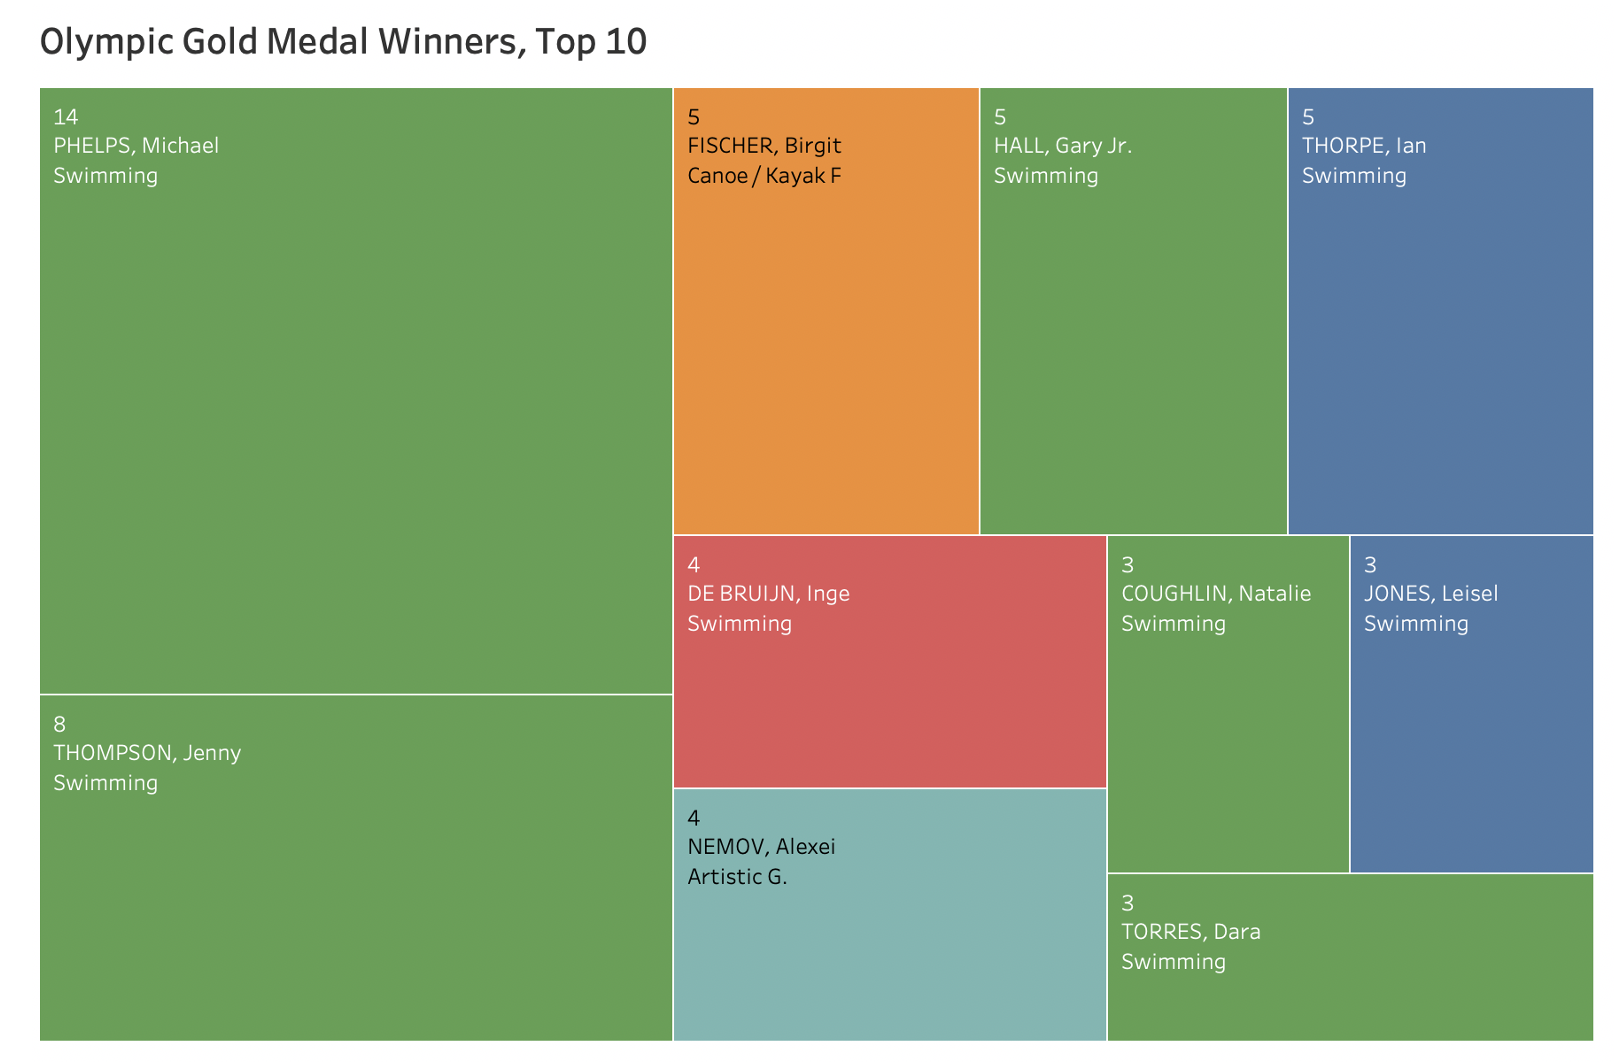 Olympic Gold Medal Winners, Top 10
14
PHELPS, Michael
Swimming
5
FISCHER, Birgit
Canoe / Kayak F
5
HALL, Gary Jr.
Swimming
5
THORPE, Ian
Swimming
4
DE BRUIJN, Inge
Swimming
3
COUGHLIN, Natalie
Swimming
3
JONES, Leisel
Swimming
8
THOMPSON, Jenny
Swimming
4
NEMOV, Alexei
Artistic G.
3
TORRES, Dara
Swimming